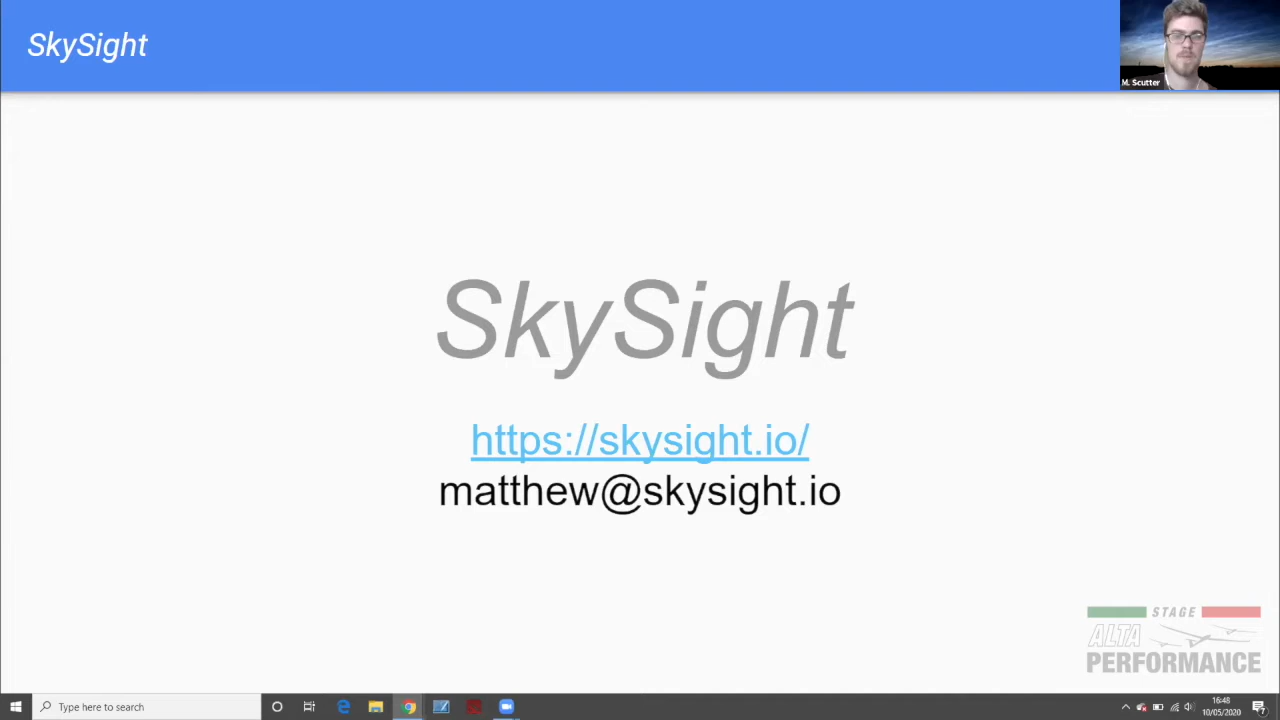 SkySight
M. Scutter
SkySight
https://skysight.io/
matthew@skysight.io
STAGE
ALTA
PERFORMANCE
Type here to search
16:48
10/05/2020
7